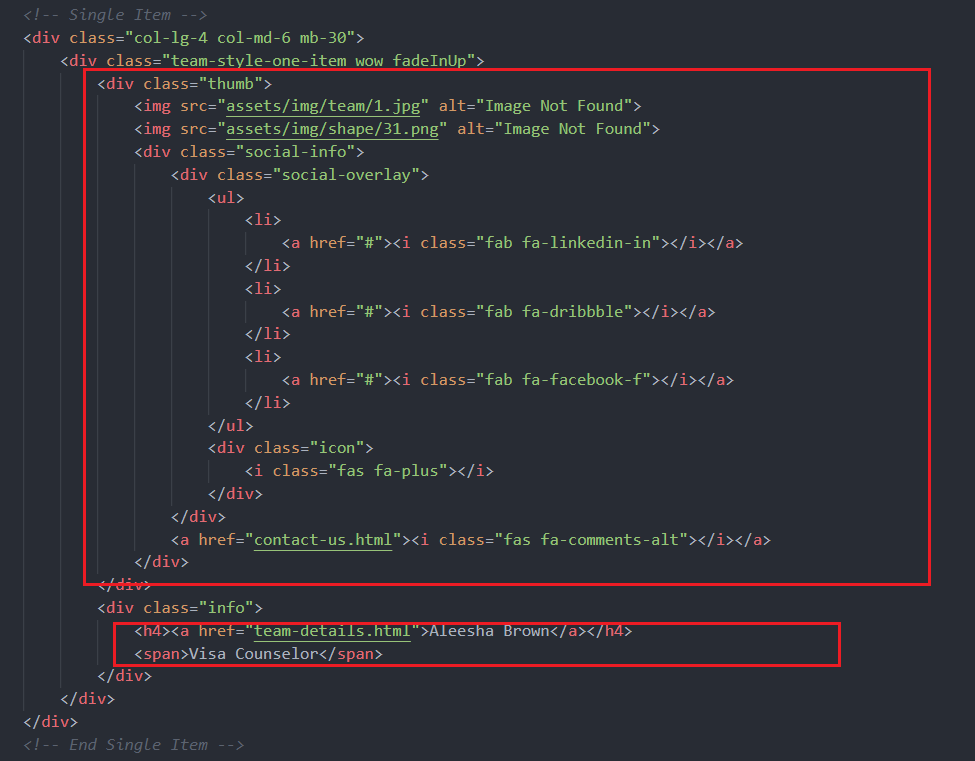 <!-- Single Item -->
<div class="col-lg-4 col-md-6 mb-30">
<div class="team-style-one-item wow fadeInUp">
<div class="thumb">
<img src="assets/img/team/1.jpg" alt="Image Not Found">
<img src="assets/img/shape/31.png" alt="Image Not Found">
<div class="social-info">
<div class="social-overlay">
<ul>
<li>
<a href="#"><i class="fab fa-linkedin-in"></i></a>
</li>
<li>
<a href="#"><i class="fab fa-dribbble"></i></a>
</li>
<li>
<a href="#"><i class="fab fa-facebook-f"></i></a>
</li>
</ul>
<div class="icon">
<i class="fas fa-plus"></i>
</div>
</div>
<a href="contact-us.html"><i class="fas fa-comments-alt"></i></a>
</div>
</div>
<div class="info">
<h4><a href="team-details.html">Aleesha Brown</a></h4>
<span>Visa Counselor</span>
</div>
</div>
</div>
<!-- End Single Item -->